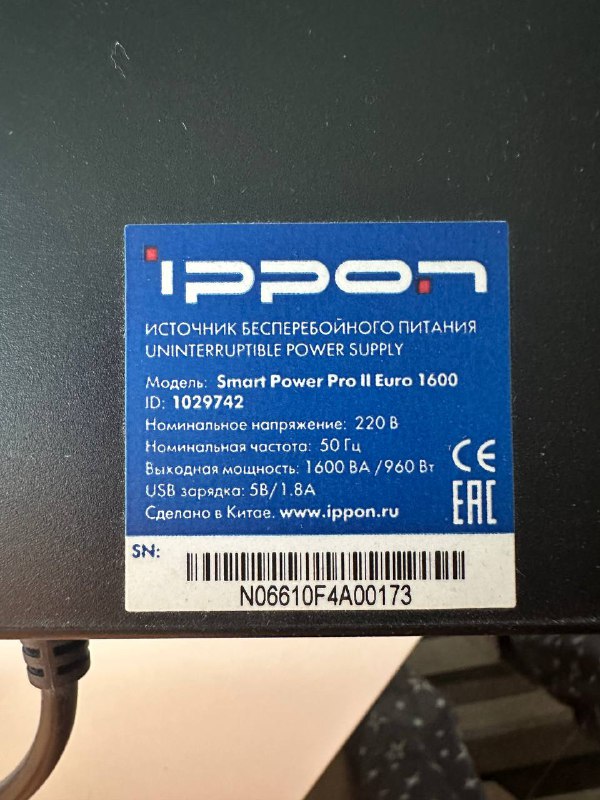 ippon
ИСТОЧНИК БЕСПЕРЕБОЙНОГО ПИТАНИЯ
UNINTERRUPTIBLE POWER SUPPLY
Модель: Smart Power Pro II Euro 1600
ID: 1029742
Номинальное напряжение: 220 В
Номинальная частота: 50 Гц
Выходная мощность: 1600 ВА /960 Вт
USB зарядка: 5В/1.8А
Сделано в Китае. www.ippon.ru
CE
EAC
SN:
N06610F4A00173